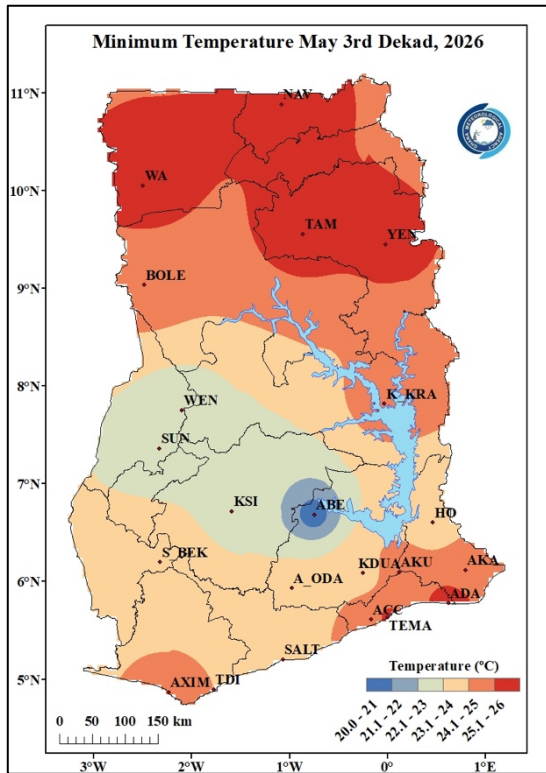 Minimum Temperature May 3rd Dekad, 2026
11°N
NAV
GHANA METEOROLOGICAL AGENCY
10°N
WA
TAM
YEN
BOLE
9°N
8°N
K_KRA
WEN
SUN
7°N
KSI
ABE
HO
S_BEK
KDUA
AKU
AKA
6°N
A_ODA
ADA
ACC
TEMA
SALT
5°N
AXIM
TDI
Temperature (°C)
20.0 - 21
21.1 - 22
22.1 - 23
23.1 - 24
24.1 - 25
25.1 - 26
0 50 100 150 km
3°W 2°W 1°W 0° 1°E